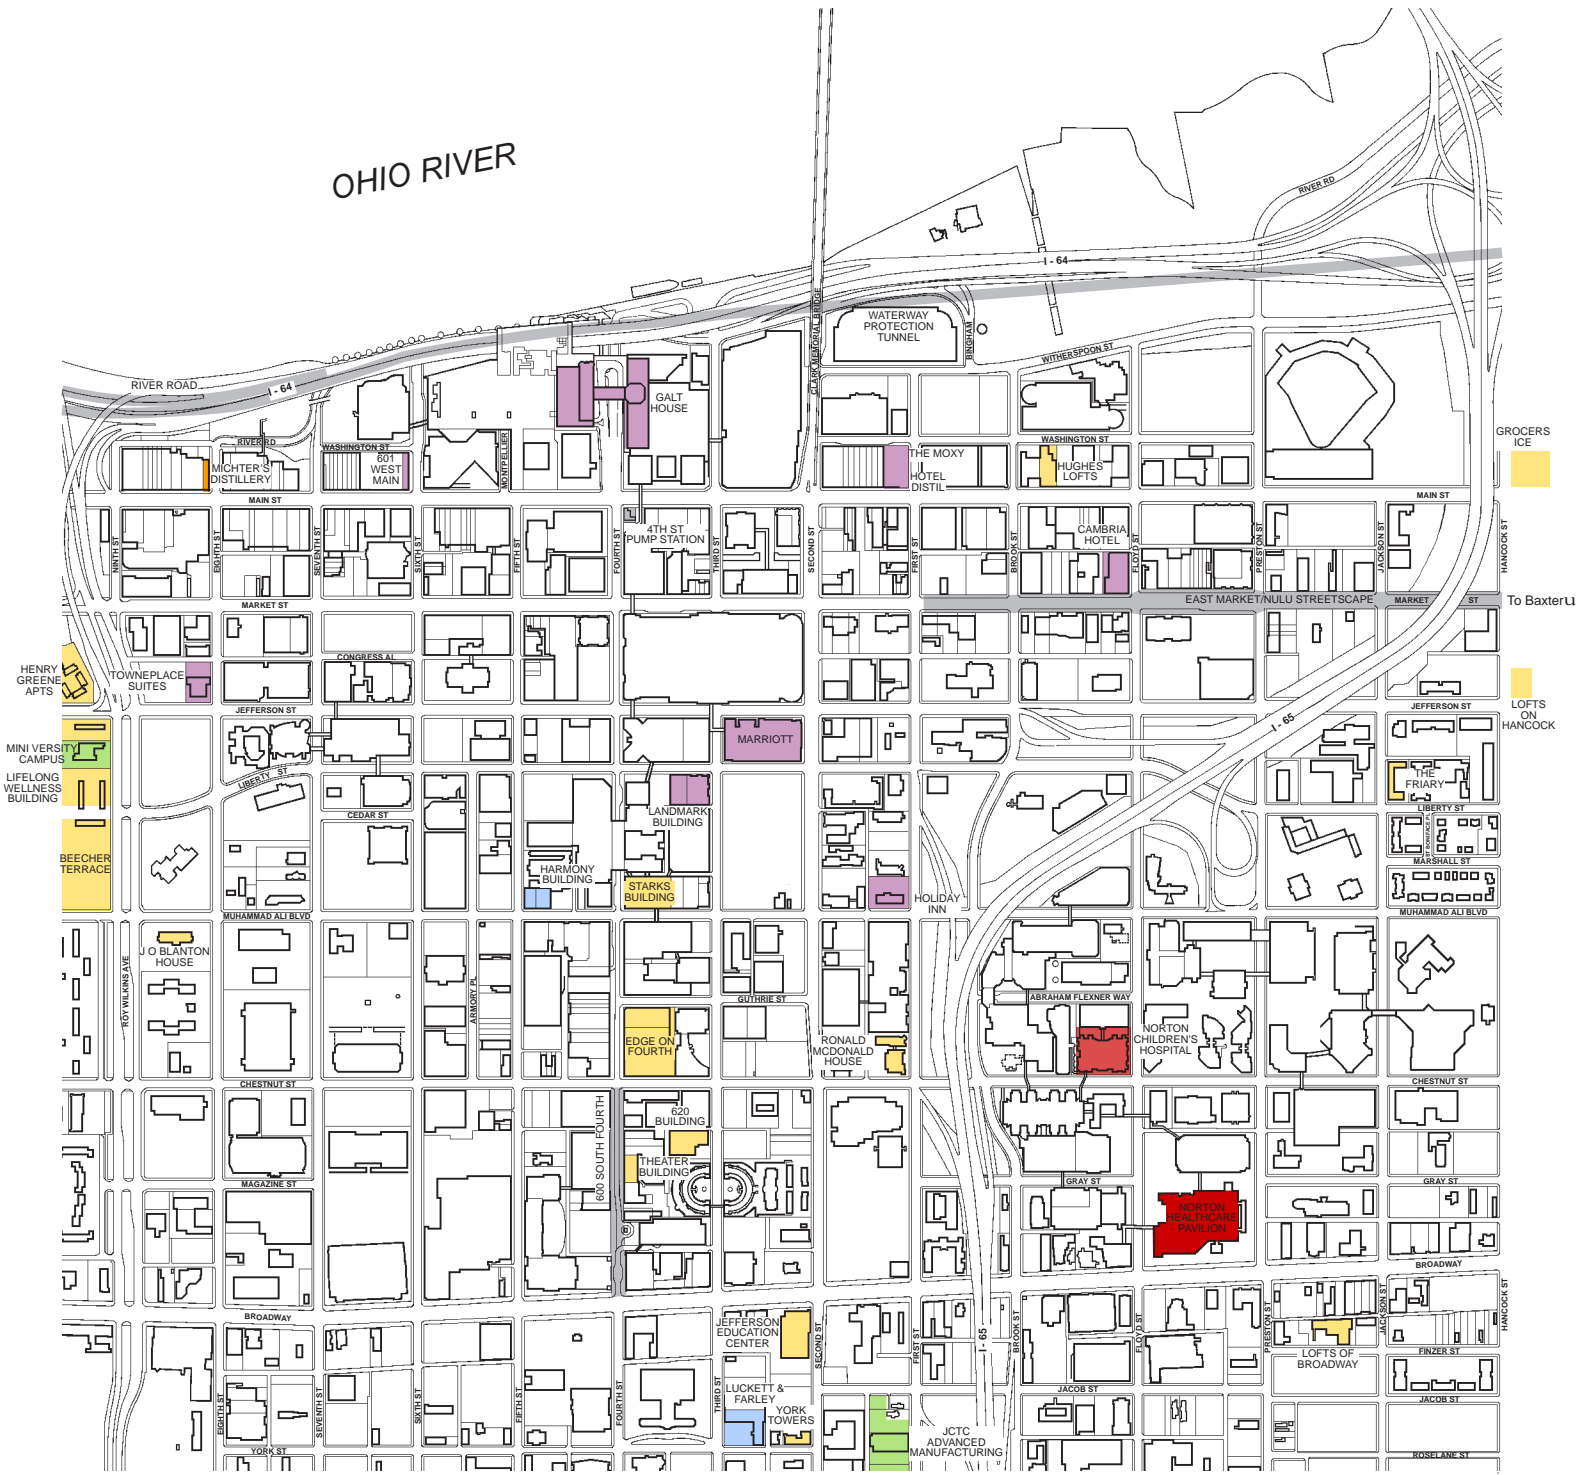 OHIO RIVER
RIVER RD
I - 64
CLARK MEMORIAL BRIDGE
WATERWAY
PROTECTION
TUNNEL
BINGHAM
WITHERSPOON ST
RIVER ROAD
I - 64
GALT
HOUSE
RIVER RD
WASHINGTON ST
MONTPELIER
WASHINGTON ST
GROCERS
ICE
MICHTER'S
DISTILLERY
601
WEST
MAIN
THE MOXY
HOTEL
DISTIL
HUGHES
LOFTS
MAIN ST
MAIN ST
4TH ST
PUMP STATION
CAMBRIA
HOTEL
NINTH ST
EIGHTH ST
SEVENTH ST
SIXTH ST
FIFTH ST
FOURTH ST
THIRD ST
SECOND ST
FIRST ST
BROOK ST
FLOYD ST
PRESTON ST
JACKSON ST
HANCOCK ST
MARKET ST
EAST MARKET/NULU STREETSCAPE
MARKET
ST
To Baxter
CONGRESS AL
HENRY
GREENE
APTS
TOWNEPLACE
SUITES
JEFFERSON ST
JEFFERSON ST
LOFTS
ON
HANCOCK
I - 65
MARRIOTT
MINI VERSITY
CAMPUS
LIFELONG
WELLNESS
BUILDING
LIBERTY ST
THE
FRIARY
LIBERTY ST
CEDAR ST
LANDMARK
BUILDING
BEECHER
TERRACE
MARSHALL ST
HARMONY
BUILDING
STARKS
BUILDING
HOLIDAY
INN
MUHAMMAD ALI BLVD
MUHAMMAD ALI BLVD
J O BLANTON
HOUSE
ROY WILKINS AVE
ARMORY PL
GUTHRIE ST
ABRAHAM FLEXNER WAY
EDGE ON
FOURTH
RONALD
MCDONALD
HOUSE
NORTON
CHILDREN'S
HOSPITAL
CHESTNUT ST
CHESTNUT ST
600 SOUTH FOURTH
620
BUILDING
THEATER
BUILDING
MAGAZINE ST
GRAY ST
GRAY ST
NORTON
HEALTHCARE
PAVILION
BROADWAY
BROADWAY
JEFFERSON
EDUCATION
CENTER
SECOND ST
FIRST ST
I - 65
BROOK ST
FLOYD ST
PRESTON ST
JACKSON ST
HANCOCK ST
LOFTS OF
BROADWAY
FINZER ST
EIGHTH ST
SEVENTH ST
SIXTH ST
FIFTH ST
FOURTH ST
THIRD ST
LUCKETT &
FARLEY
YORK
TOWERS
JACOB ST
JACOB ST
JCTC
ADVANCED
MANUFACTURING
YORK ST
ROSELANE ST